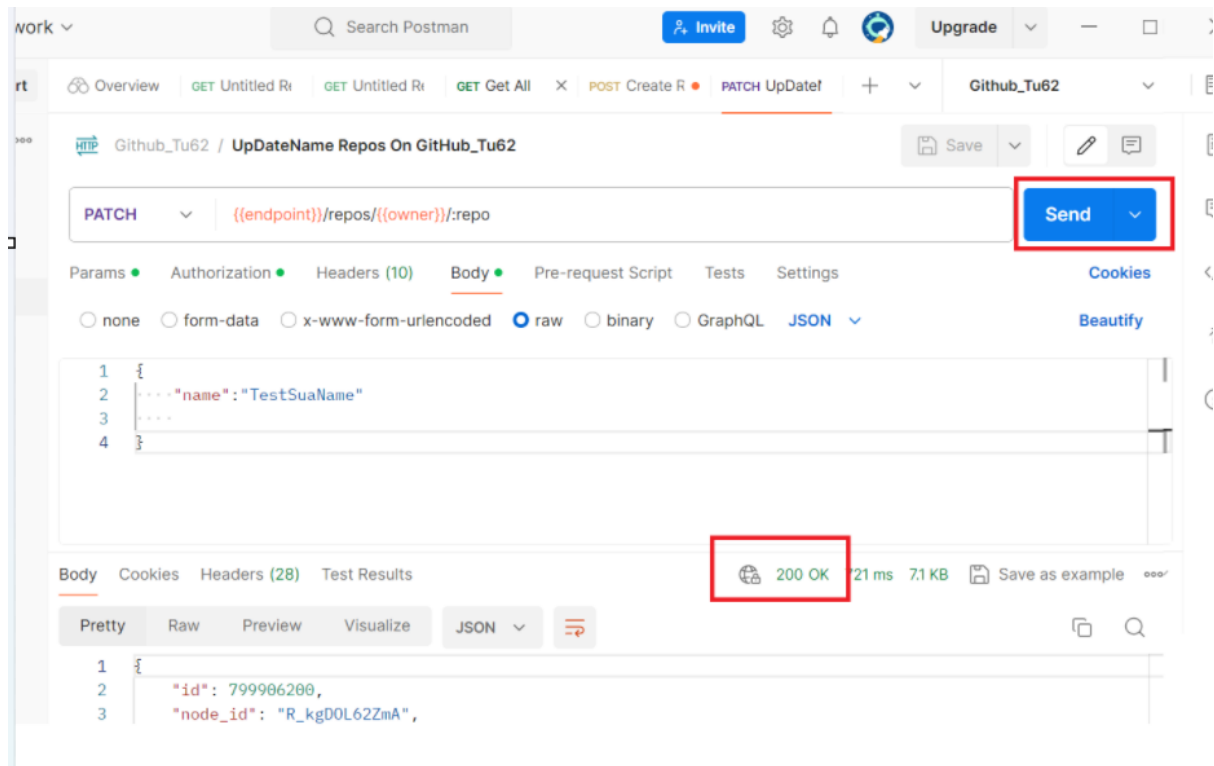 work Search Postman Invite Upgrade
rt Overview GET Untitled Re GET Untitled Re GET Get All POST Create R PATCH UpDateN Github_Tu62
HTTP Github_Tu62 / UpDateName Repos On GitHub_Tu62 Save
PATCH {{endpoint}}/repos/{{owner}}/:repo Send
Params Authorization Headers (10) Body Pre-request Script Tests Settings Cookies
none form-data x-www-form-urlencoded raw binary GraphQL JSON Beautify
1 {
2 "name":"TestSuaName"
3
4 }
Body Cookies Headers (28) Test Results 200 OK 721 ms 7.1 KB Save as example
Pretty Raw Preview Visualize JSON
1 {
2 "id": 799906200,
3 "node_id": "R_kgDOL62ZmA",